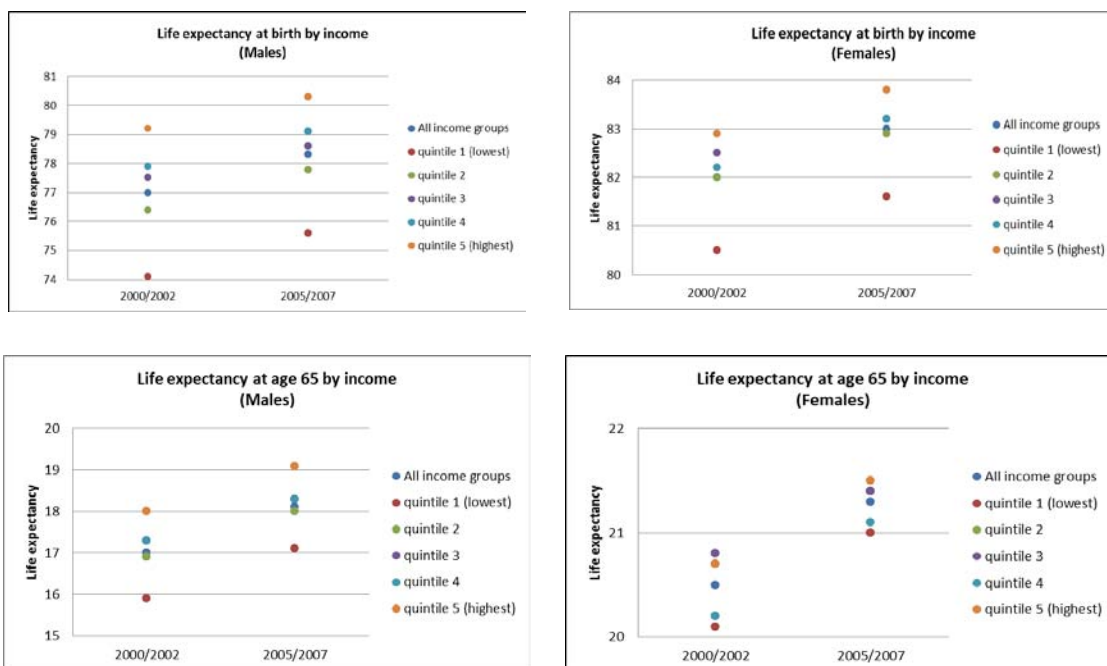 Life expectancy at birth by income
(Males)
Life expectancy
81
80
79
78
77
76
75
74
2000/2002
2005/2007
All income groups
quintile 1 (lowest)
quintile 2
quintile 3
quintile 4
quintile 5 (highest)
Life expectancy at birth by income
(Females)
Life expectancy
84
83
82
81
80
2000/2002
2005/2007
All income groups
quintile 1 (lowest)
quintile 2
quintile 3
quintile 4
quintile 5 (highest)
Life expectancy at age 65 by income
(Males)
Life expectancy
20
19
18
17
16
15
2000/2002
2005/2007
All income groups
quintile 1 (lowest)
quintile 2
quintile 3
quintile 4
quintile 5 (highest)
Life expectancy at age 65 by income
(Females)
Life expectancy
22
21
20
2000/2002
2005/2007
All income groups
quintile 1 (lowest)
quintile 2
quintile 3
quintile 4
quintile 5 (highest)